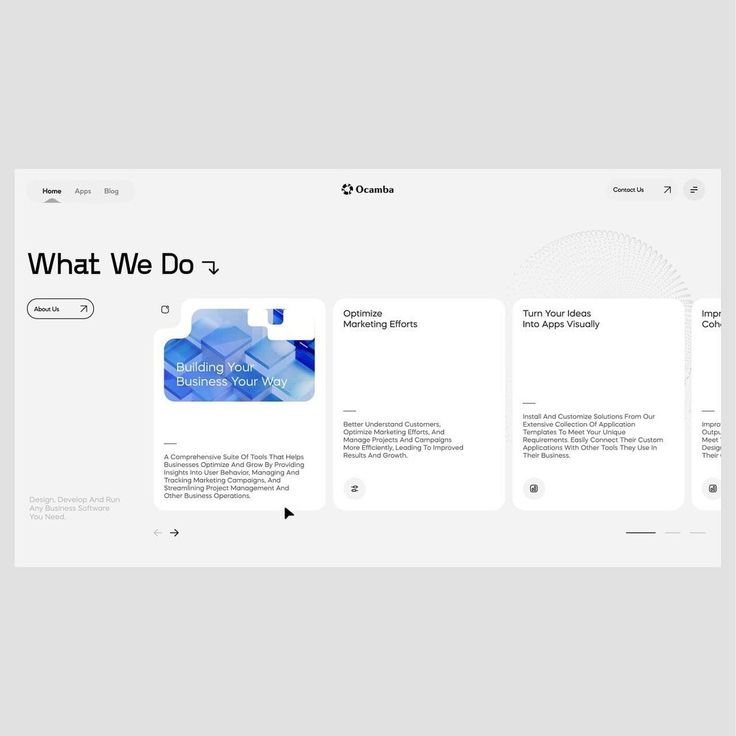 Home Apps Blog
Ocamba
Contact Us
What We Do
About Us
Building Your
Business Your Way
A Comprehensive Suite Of Tools That Helps
Businesses Optimize And Grow By Providing
Insights Into User Behavior, Managing And
Tracking Marketing Campaigns, And
Streamlining Project Management And
Other Business Operations.
Optimize
Marketing Efforts
Better Understand Customers,
Optimize Marketing Efforts, And
Manage Projects And Campaigns
More Efficiently, Leading To Improved
Results And Growth.
Turn Your Ideas
Into Apps Visually
Install And Customize Solutions From Our
Extensive Collection Of Application
Templates To Meet Your Unique
Requirements. Easily Connect Their Custom
Applications With Other Tools They Use In
Their Business.
Design, Develop And Run
Any Business Software
You Need.